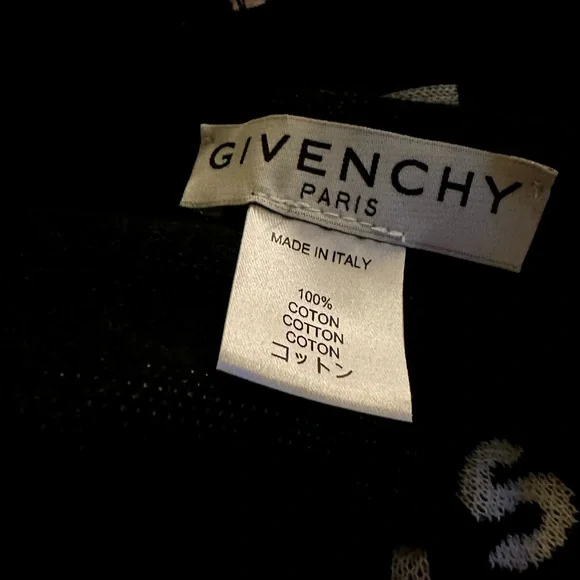 GIVENCHY
PARIS
MADE IN ITALY
100%
COTON
COTTON
COTON
コットン
S